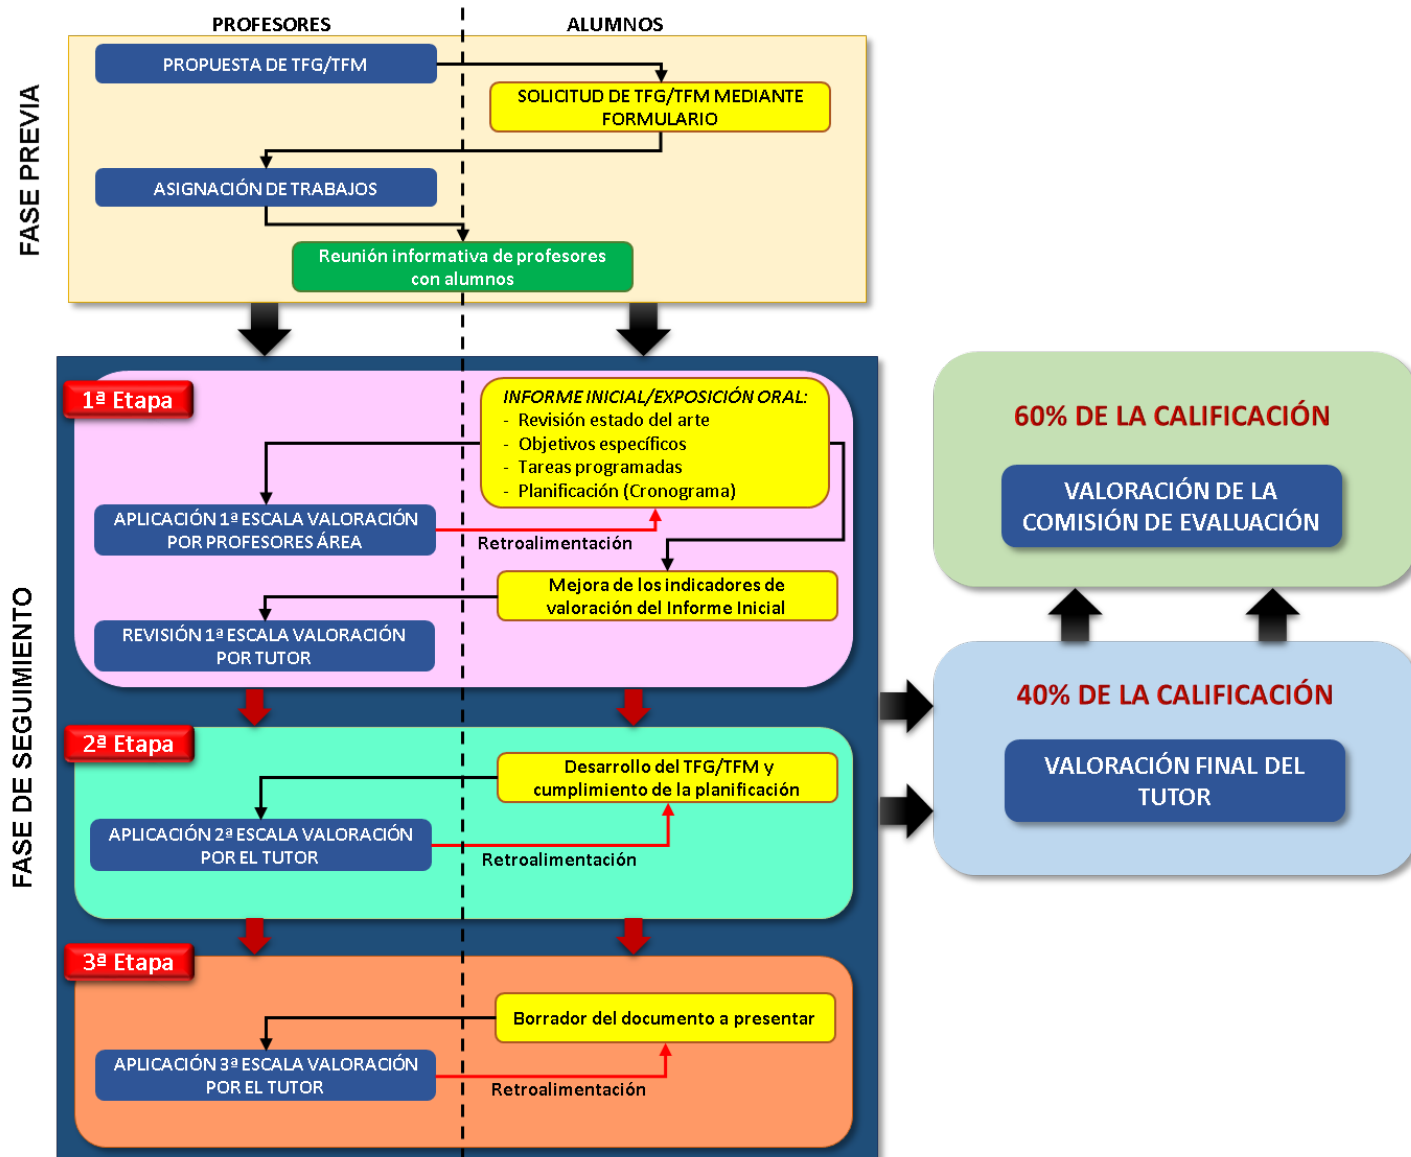 PROFESORES
ALUMNOS
FASE PREVIA
PROPUESTA DE TFG/TFM
SOLICITUD DE TFG/TFM MEDIANTE
FORMULARIO
ASIGNACIÓN DE TRABAJOS
Reunión informativa de profesores
con alumnos
FASE DE SEGUIMIENTO
1ª Etapa
INFORME INICIAL/EXPOSICIÓN ORAL:
- Revisión estado del arte
- Objetivos específicos
- Tareas programadas
- Planificación (Cronograma)
APLICACIÓN 1ª ESCALA VALORACIÓN
POR PROFESORES ÁREA
Retroalimentación
Mejora de los indicadores de
valoración del Informe Inicial
REVISIÓN 1ª ESCALA VALORACIÓN
POR TUTOR
2ª Etapa
Desarrollo del TFG/TFM y
cumplimiento de la planificación
APLICACIÓN 2ª ESCALA VALORACIÓN
POR EL TUTOR
Retroalimentación
3ª Etapa
Borrador del documento a presentar
APLICACIÓN 3ª ESCALA VALORACIÓN
POR EL TUTOR
Retroalimentación
60% DE LA CALIFICACIÓN
VALORACIÓN DE LA
COMISIÓN DE EVALUACIÓN
40% DE LA CALIFICACIÓN
VALORACIÓN FINAL DEL
TUTOR